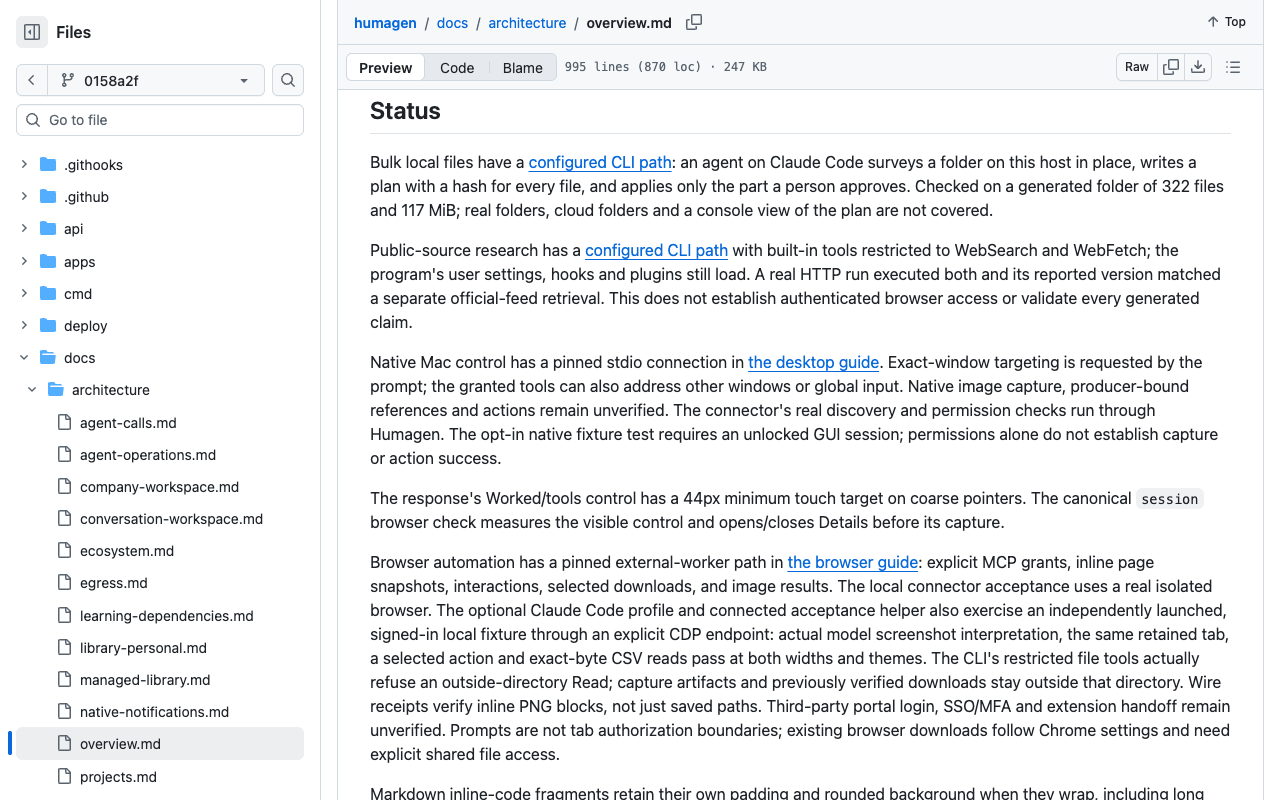 Files
humagen / docs / architecture / overview.md
Top
0158a2f
Preview Code Blame 995 lines (870 loc) · 247 KB
Raw
Go to file
.githooks
.github
api
apps
cmd
deploy
docs
architecture
agent-calls.md
agent-operations.md
company-workspace.md
conversation-workspace.md
ecosystem.md
egress.md
learning-dependencies.md
library-personal.md
managed-library.md
native-notifications.md
overview.md
projects.md
Status
Bulk local files have a configured CLI path: an agent on Claude Code surveys a folder on this host in place, writes a
plan with a hash for every file, and applies only the part a person approves. Checked on a generated folder of 322 files
and 117 MiB; real folders, cloud folders and a console view of the plan are not covered.
Public-source research has a configured CLI path with built-in tools restricted to WebSearch and WebFetch; the
program's user settings, hooks and plugins still load. A real HTTP run executed both and its reported version matched
a separate official-feed retrieval. This does not establish authenticated browser access or validate every generated
claim.
Native Mac control has a pinned stdio connection in the desktop guide. Exact-window targeting is requested by the
prompt; the granted tools can also address other windows or global input. Native image capture, producer-bound
references and actions remain unverified. The connector's real discovery and permission checks run through
Humagen. The opt-in native fixture test requires an unlocked GUI session; permissions alone do not establish capture
or action success.
The response's Worked/tools control has a 44px minimum touch target on coarse pointers. The canonical session
browser check measures the visible control and opens/closes Details before its capture.
Browser automation has a pinned external-worker path in the browser guide: explicit MCP grants, inline page
snapshots, interactions, selected downloads, and image results. The local connector acceptance uses a real isolated
browser. The optional Claude Code profile and connected acceptance helper also exercise an independently launched,
signed-in local fixture through an explicit CDP endpoint: actual model screenshot interpretation, the same retained tab,
a selected action and exact-byte CSV reads pass at both widths and themes. The CLI's restricted file tools actually
refuse an outside-directory Read; capture artifacts and previously verified downloads stay outside that directory. Wire
receipts verify inline PNG blocks, not just saved paths. Third-party portal login, SSO/MFA and extension handoff remain
unverified. Prompts are not tab authorization boundaries; existing browser downloads follow Chrome settings and need
explicit shared file access.
Markdown inline-code fragments retain their own padding and rounded background when they wrap, including long